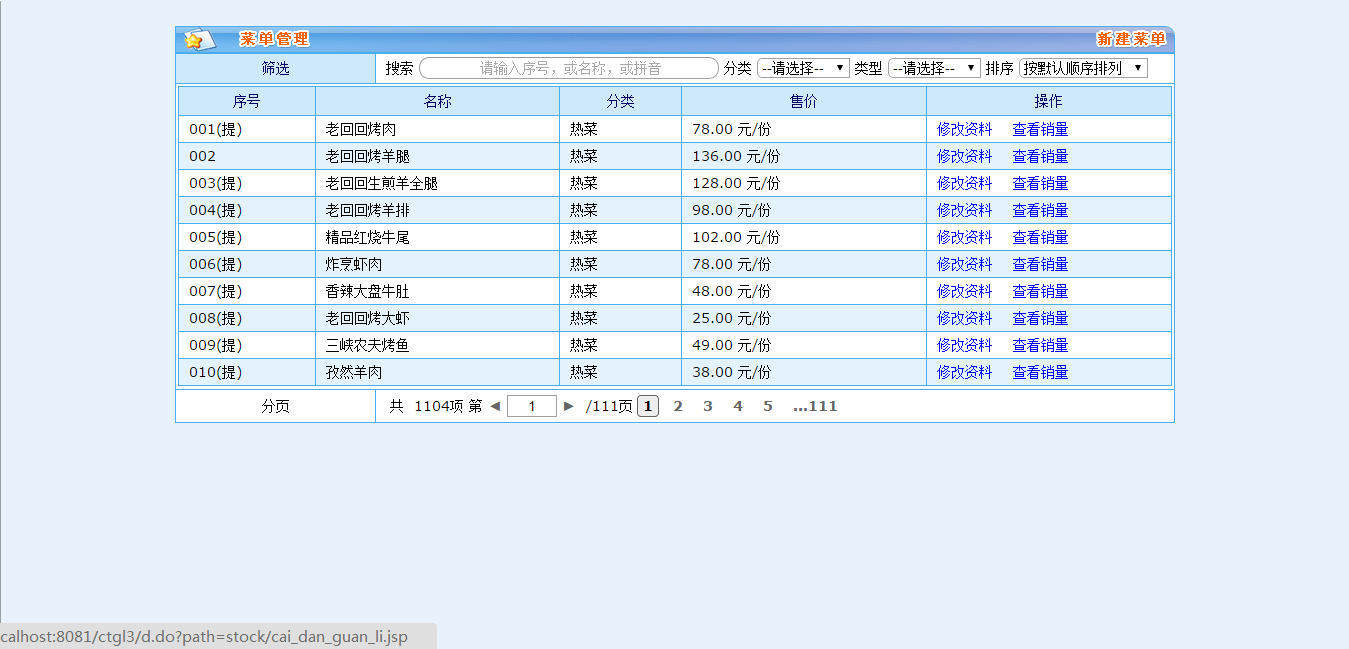 菜单管理 新建菜单
筛选 搜索 请输入序号，或名称，或拼音 分类 --请选择-- 类型 --请选择-- 排序 按默认顺序排列
序号 名称 分类 售价 操作
001(提) 老回回烤肉 热菜 78.00 元/份 修改资料 查看销量
002 老回回烤羊腿 热菜 136.00 元/份 修改资料 查看销量
003(提) 老回回生煎羊全腿 热菜 128.00 元/份 修改资料 查看销量
004(提) 老回回烤羊排 热菜 98.00 元/份 修改资料 查看销量
005(提) 精品红烧牛尾 热菜 102.00 元/份 修改资料 查看销量
006(提) 炸烹虾肉 热菜 78.00 元/份 修改资料 查看销量
007(提) 香辣大盘牛肚 热菜 48.00 元/份 修改资料 查看销量
008(提) 老回回烤大虾 热菜 25.00 元/份 修改资料 查看销量
009(提) 三峡农夫烤鱼 热菜 49.00 元/份 修改资料 查看销量
010(提) 孜然羊肉 热菜 38.00 元/份 修改资料 查看销量
分页 共 1104项 第 ◀ 1 ▶ /111页 1 2 3 4 5 ...111
calhost:8081/ctgl3/d.do?path=stock/cai_dan_guan_li.jsp